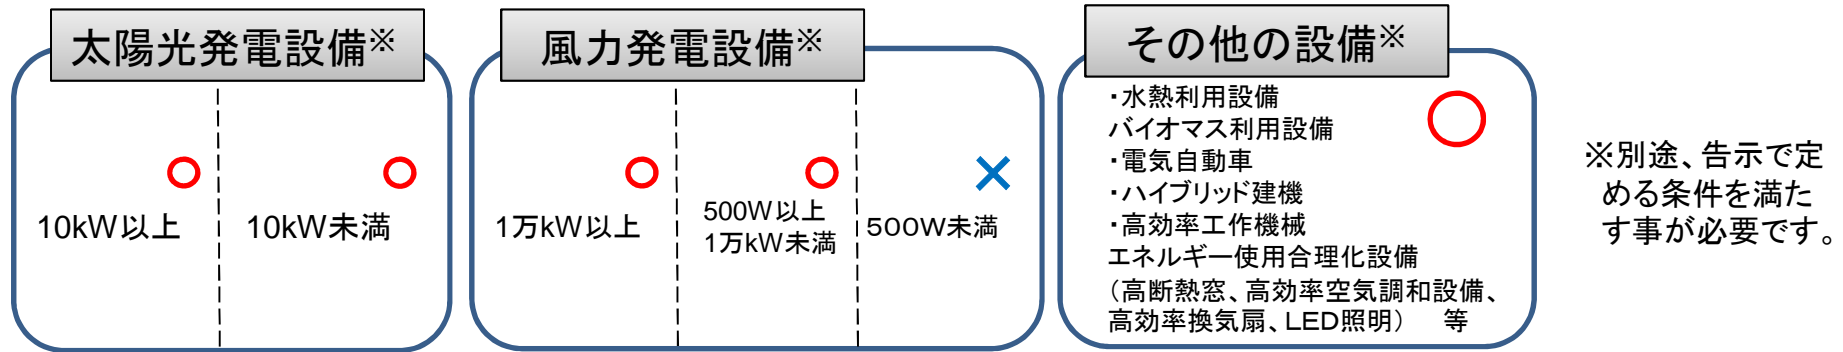 太陽光発電設備※
10kW以上
10kW未満
風力発電設備※
1万kW以上
500W以上
1万kW未満
500W未満
その他の設備※
・水熱利用設備
バイオマス利用設備
・電気自動車
・ハイブリッド建機
・高効率工作機械
エネルギー使用合理化設備
（高断熱窓、高効率空気調和設備、
高効率換気扇、LED照明）　等
※別途、告示で定
める条件を満た
す事が必要です。